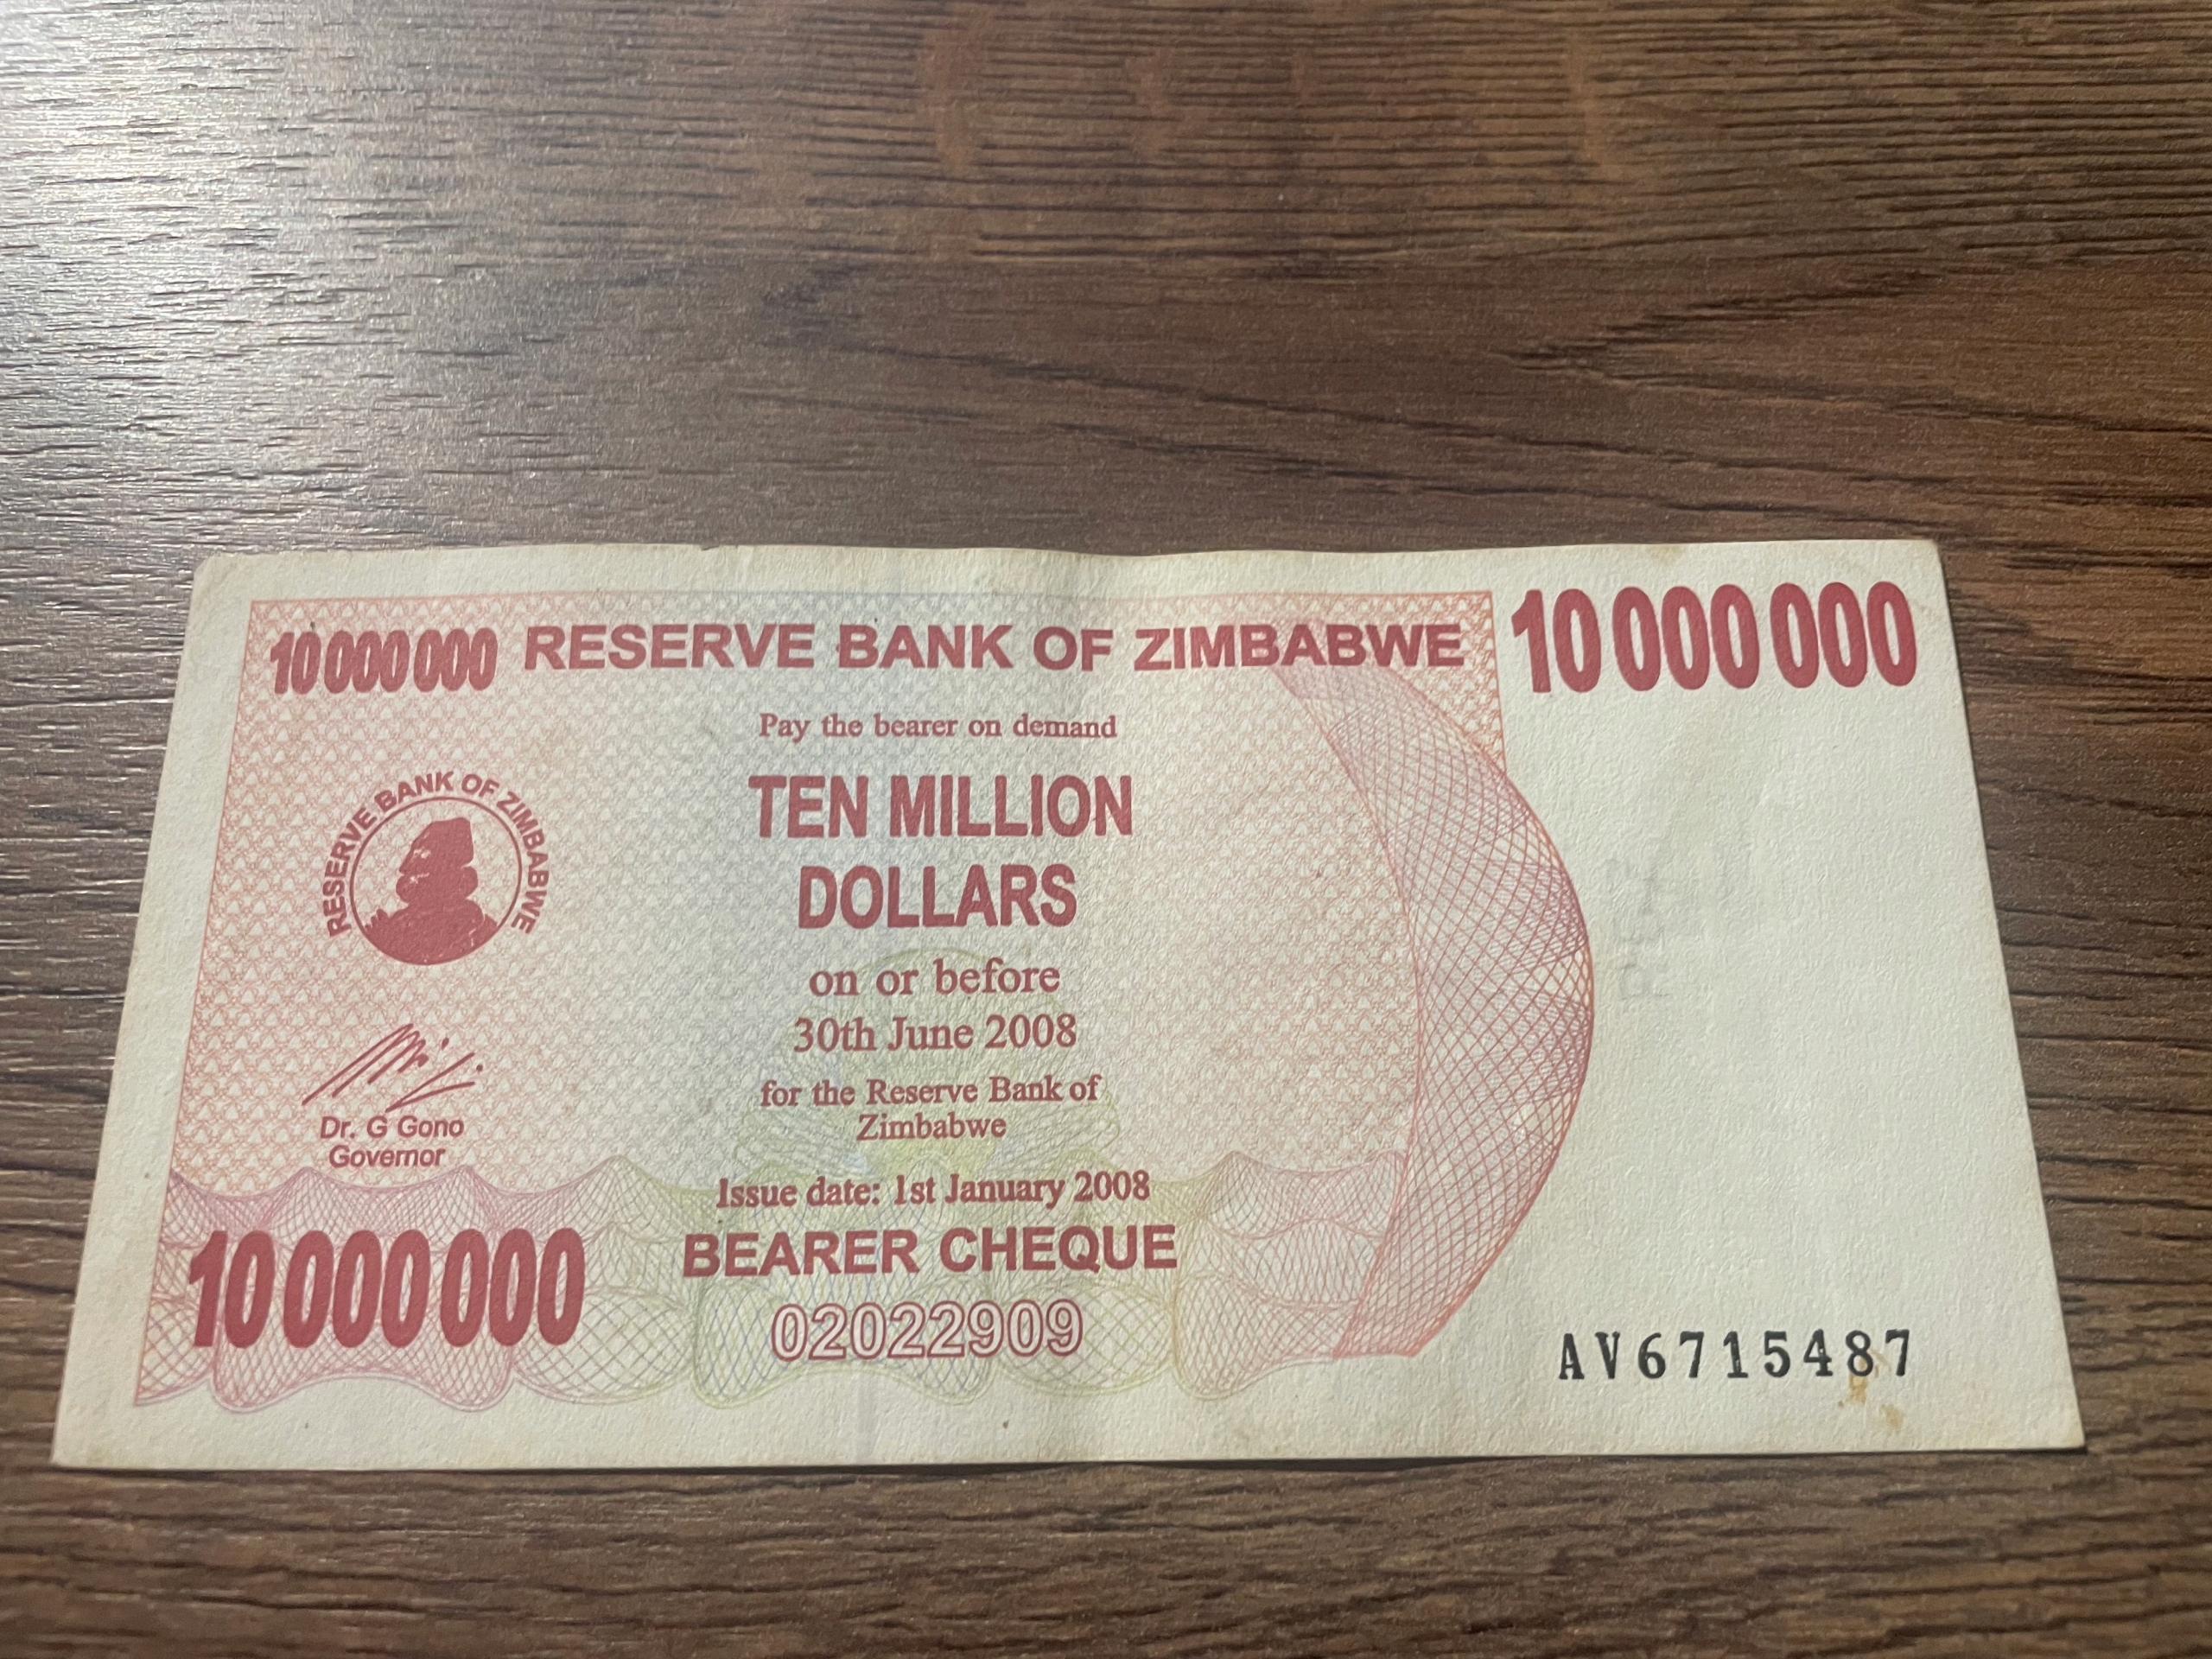 10 000 000 RESERVE BANK OF ZIMBABWE 10 000 000
Pay the bearer on demand
TEN MILLION
DOLLARS
RESERVE BANK OF ZIMBABWE
on or before
30th June 2008
for the Reserve Bank of
Zimbabwe
Dr. G Gono
Governor
Issue date: 1st January 2008
BEARER CHEQUE
10 000 000
02022909
AV6715487